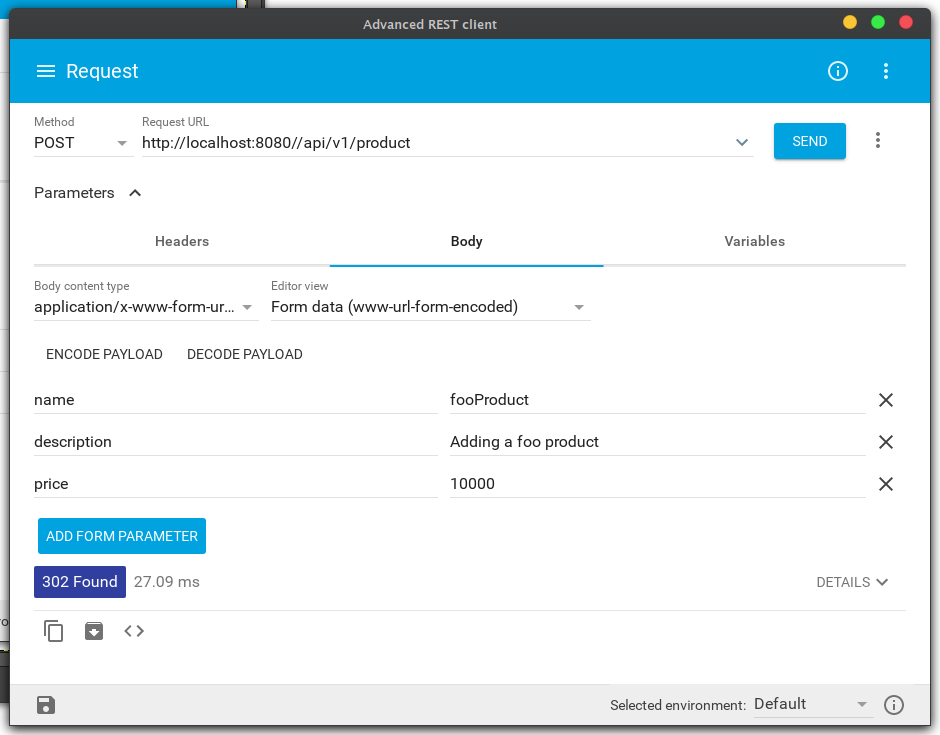 Advanced REST client
Request
Method
Request URL
POST
http://localhost:8080//api/v1/product
SEND
Parameters
Headers
Body
Variables
Body content type
Editor view
application/x-www-form-ur...
Form data (www-url-form-encoded)
ENCODE PAYLOAD
DECODE PAYLOAD
name
fooProduct
description
Adding a foo product
price
10000
ADD FORM PARAMETER
302 Found
27.09 ms
DETAILS
Selected environment:
Default